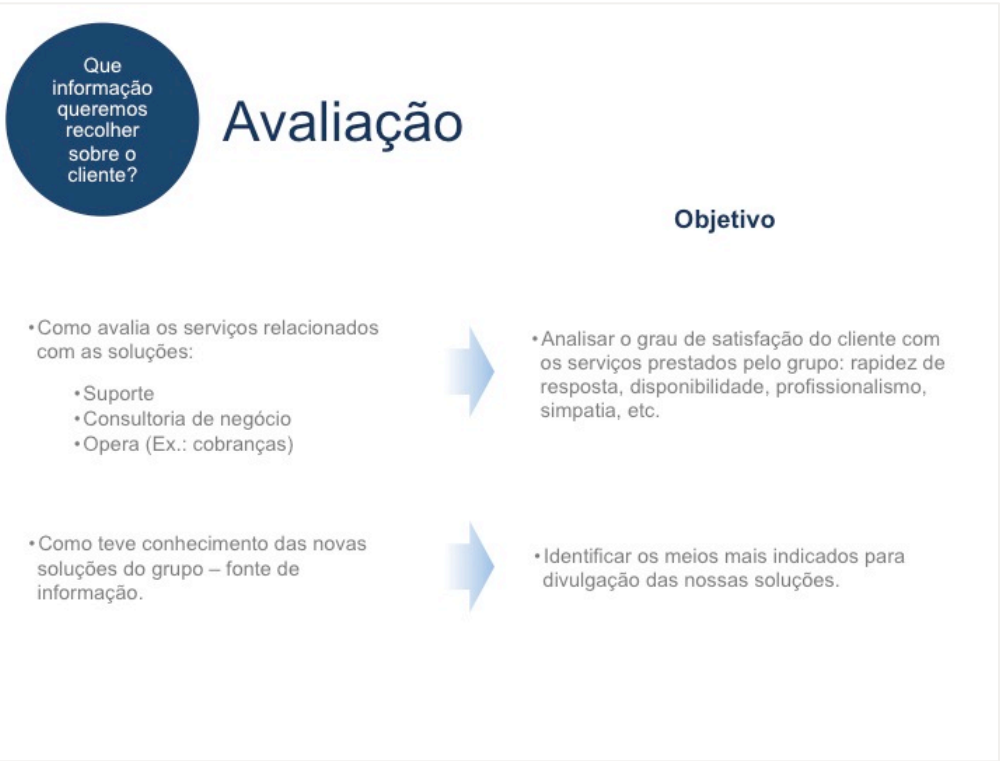 Que
informação
queremos
recolher
sobre o
cliente?
Avaliação
Objetivo
•Como avalia os serviços relacionados
com as soluções:
•Suporte
•Consultoria de negócio
•Opera (Ex.: cobranças)
•Analisar o grau de satisfação do cliente com
os serviços prestados pelo grupo: rapidez de
resposta, disponibilidade, profissionalismo,
simpatia, etc.
•Como teve conhecimento das novas
soluções do grupo – fonte de
informação.
•Identificar os meios mais indicados para
divulgação das nossas soluções.